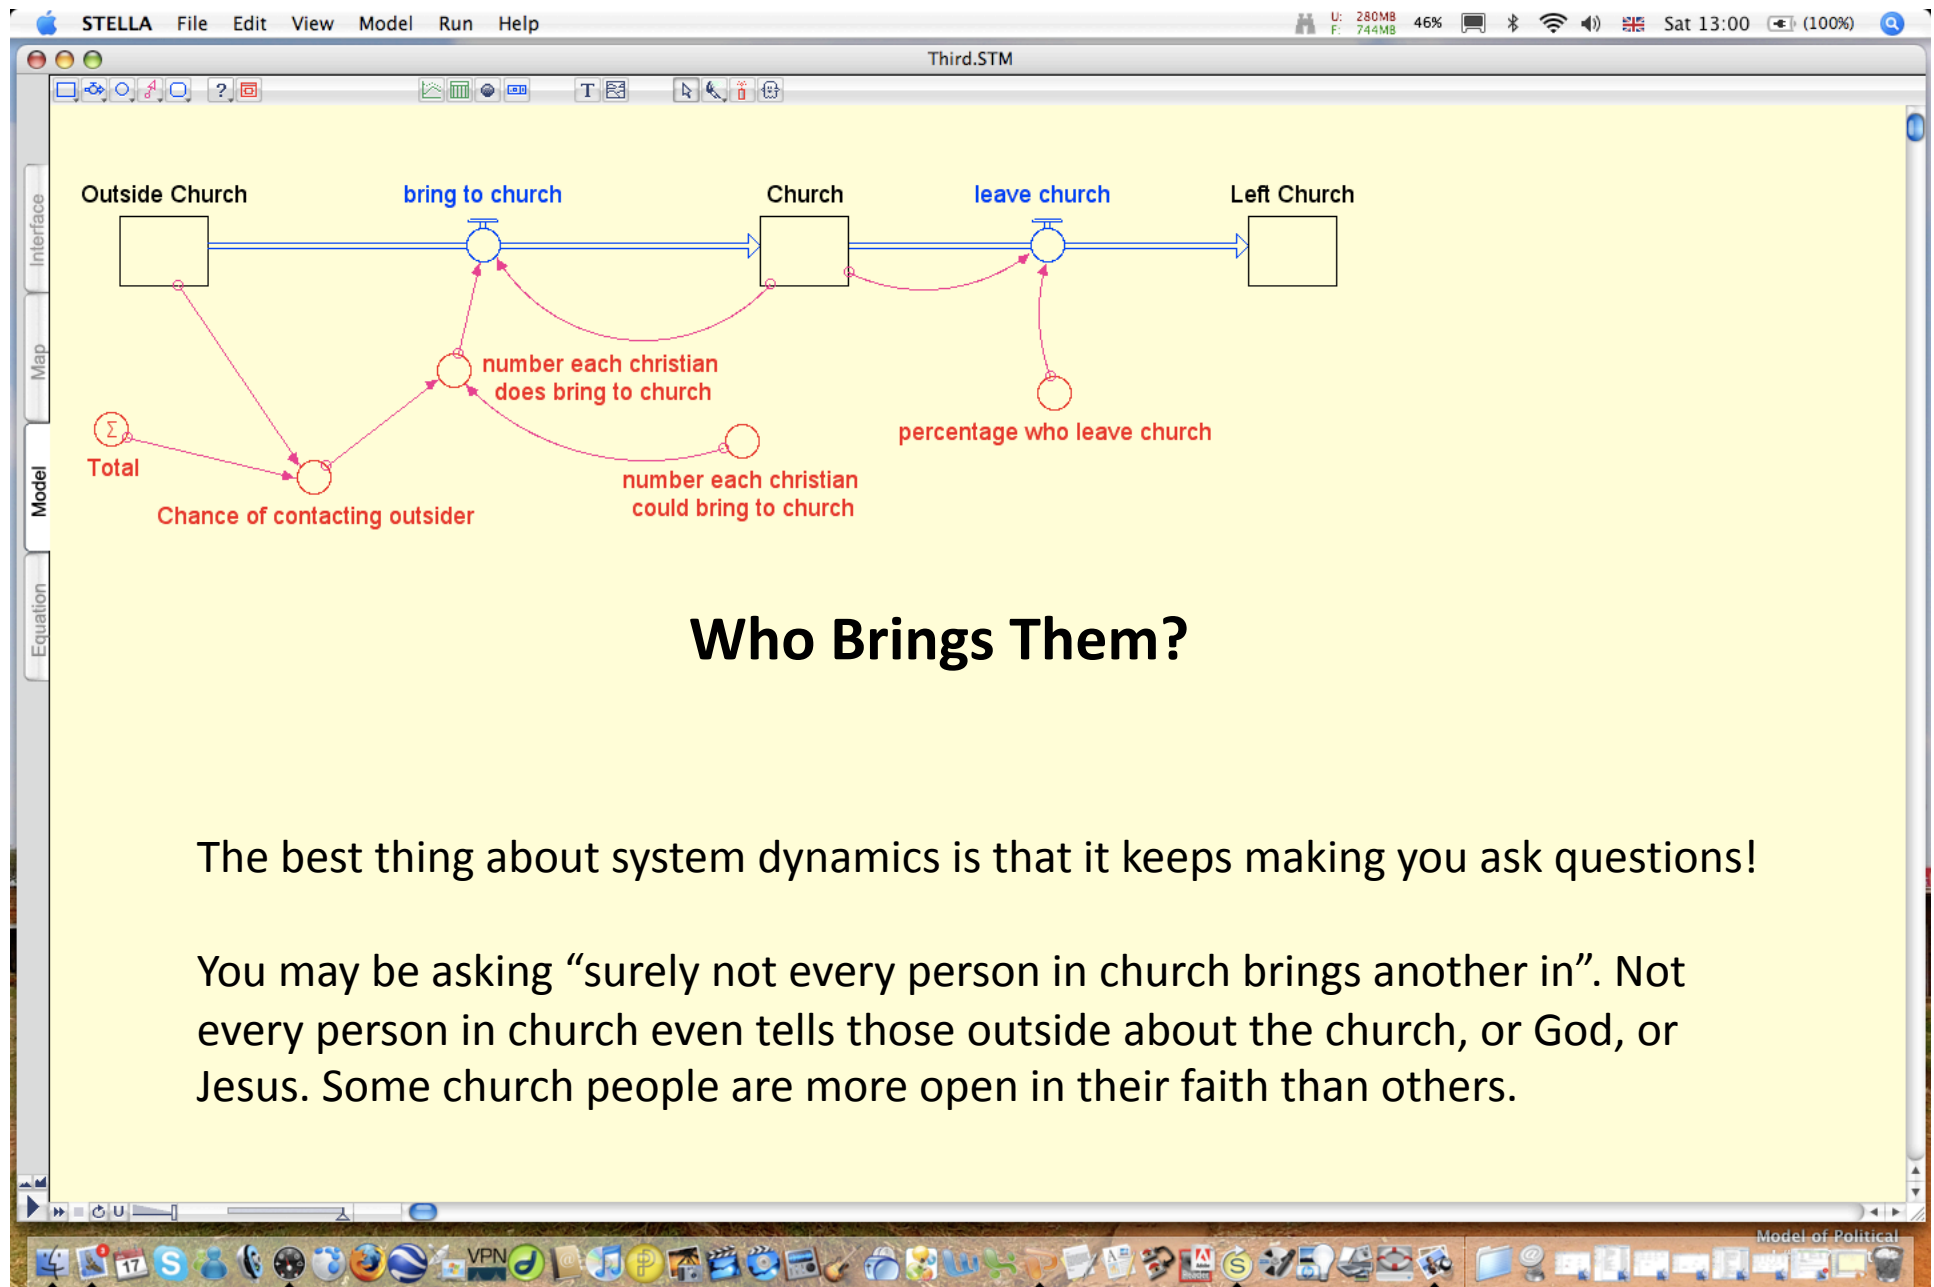 STELLA File Edit View Model Run Help
U: 280MB
F: 744MB
46%
Sat 13:00
(100%)
Third.STM
T
?
Interface
Map
Model
Equation
Outside Church
bring to church
Church
leave church
Left Church
number each christian
does bring to church
Σ
Total
Chance of contacting outsider
number each christian
could bring to church
percentage who leave church
Who Brings Them?
The best thing about system dynamics is that it keeps making you ask questions!
You may be asking “surely not every person in church brings another in”. Not
every person in church even tells those outside about the church, or God, or
Jesus. Some church people are more open in their faith than others.
U
Model of Political
17
VPN